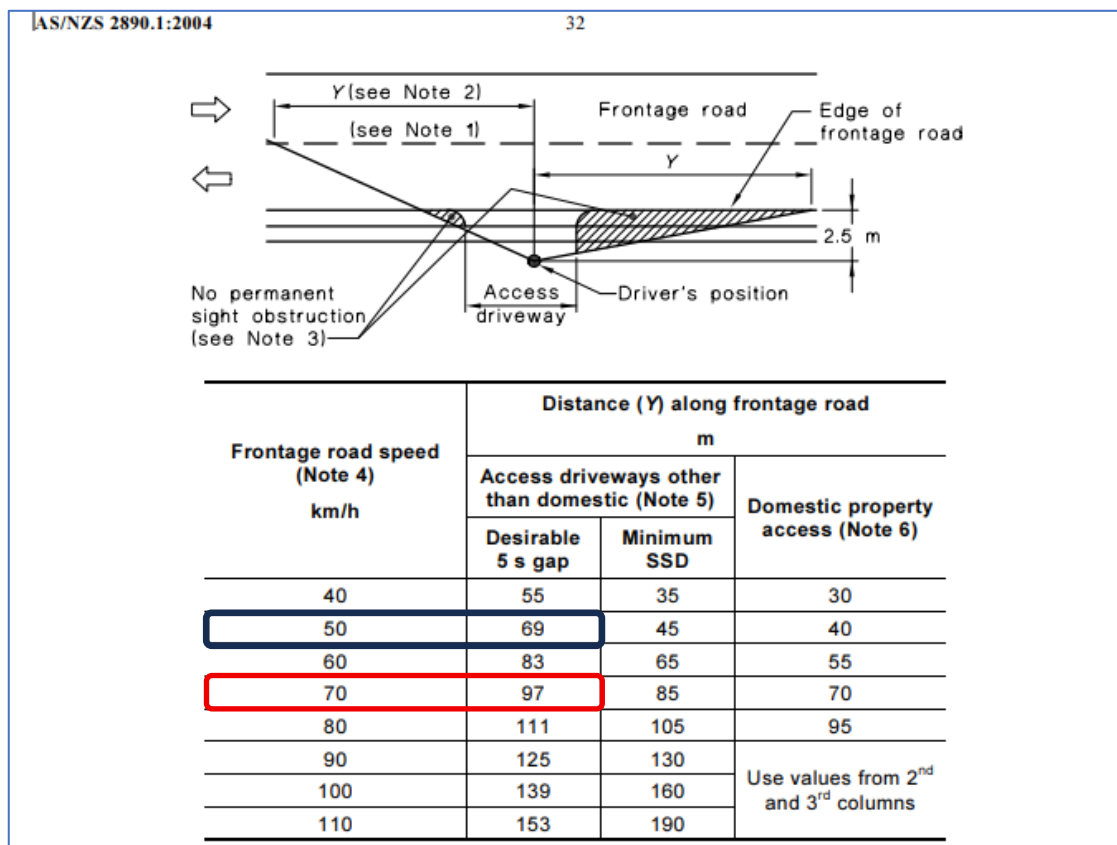 AS/NZS 2890.1:2004
32
Y (see Note 2)
Frontage road
Edge of
frontage road
(see Note 1)
Y
2.5 m
No permanent
sight obstruction
(see Note 3)
Access
driveway
Driver's position
Frontage road speed
(Note 4)
km/h
Distance (Y) along frontage road
m
Access driveways other
than domestic (Note 5)
Domestic property
access (Note 6)
Desirable
5 s gap
Minimum
SSD
40 55 35 30
50 69 45 40
60 83 65 55
70 97 85 70
80 111 105 95
90 125 130
100 139 160
110 153 190
Use values from 2nd
and 3rd columns